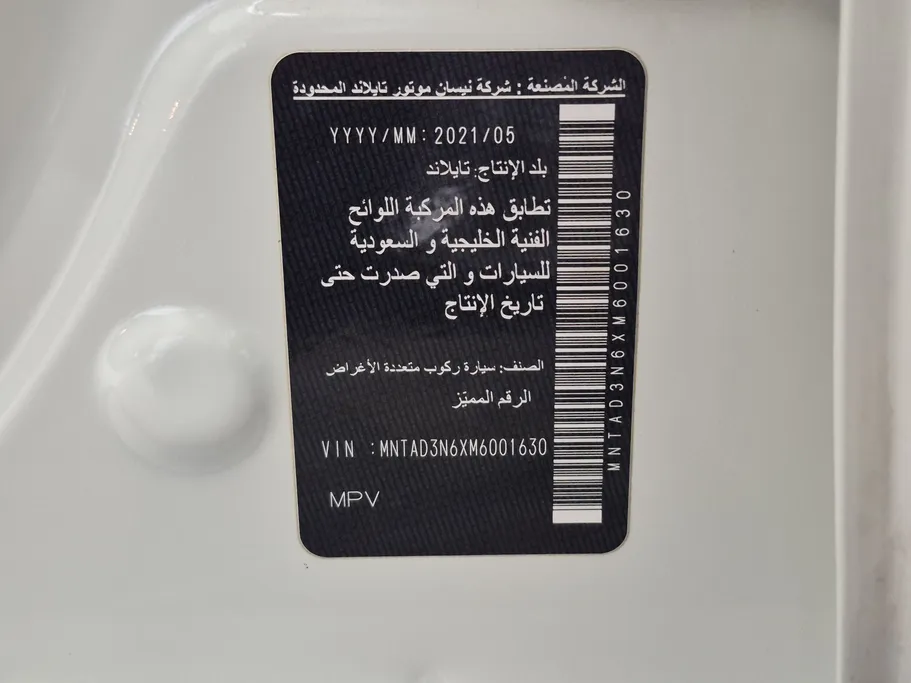 الشركة المصنعة : شركة نيسان موتور تايلاند المحدودة
YYYY/MM: 2021/05
بلد الإنتاج: تايلاند
تطابق هذه المركبة اللوائح
الفنية الخليجية و السعودية
للسيارات و التي صدرت حتى
تاريخ الإنتاج
الصنف: سيارة ركوب متعددة الأغراض
الرقم المميّز
VIN :MNTAD3N6XM6001630
MPV
MNTAD3N6XM6001630